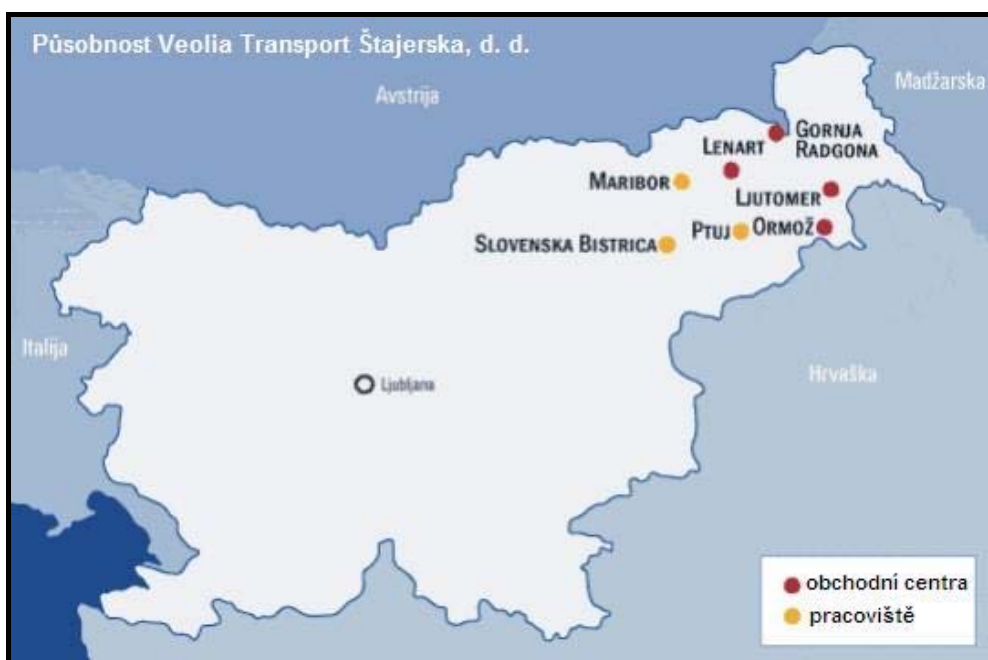 Působnost Veolia Transport Štajerska, d. d.
Avstrija
Madžarska
GORNJA
RADGONA
LENART
MARIBOR
LJUTOMER
PTUJ
ORMOŽ
SLOVENSKA BISTRICA
Italija
Ljubljana
Hrvaška
obchodní centra
pracoviště